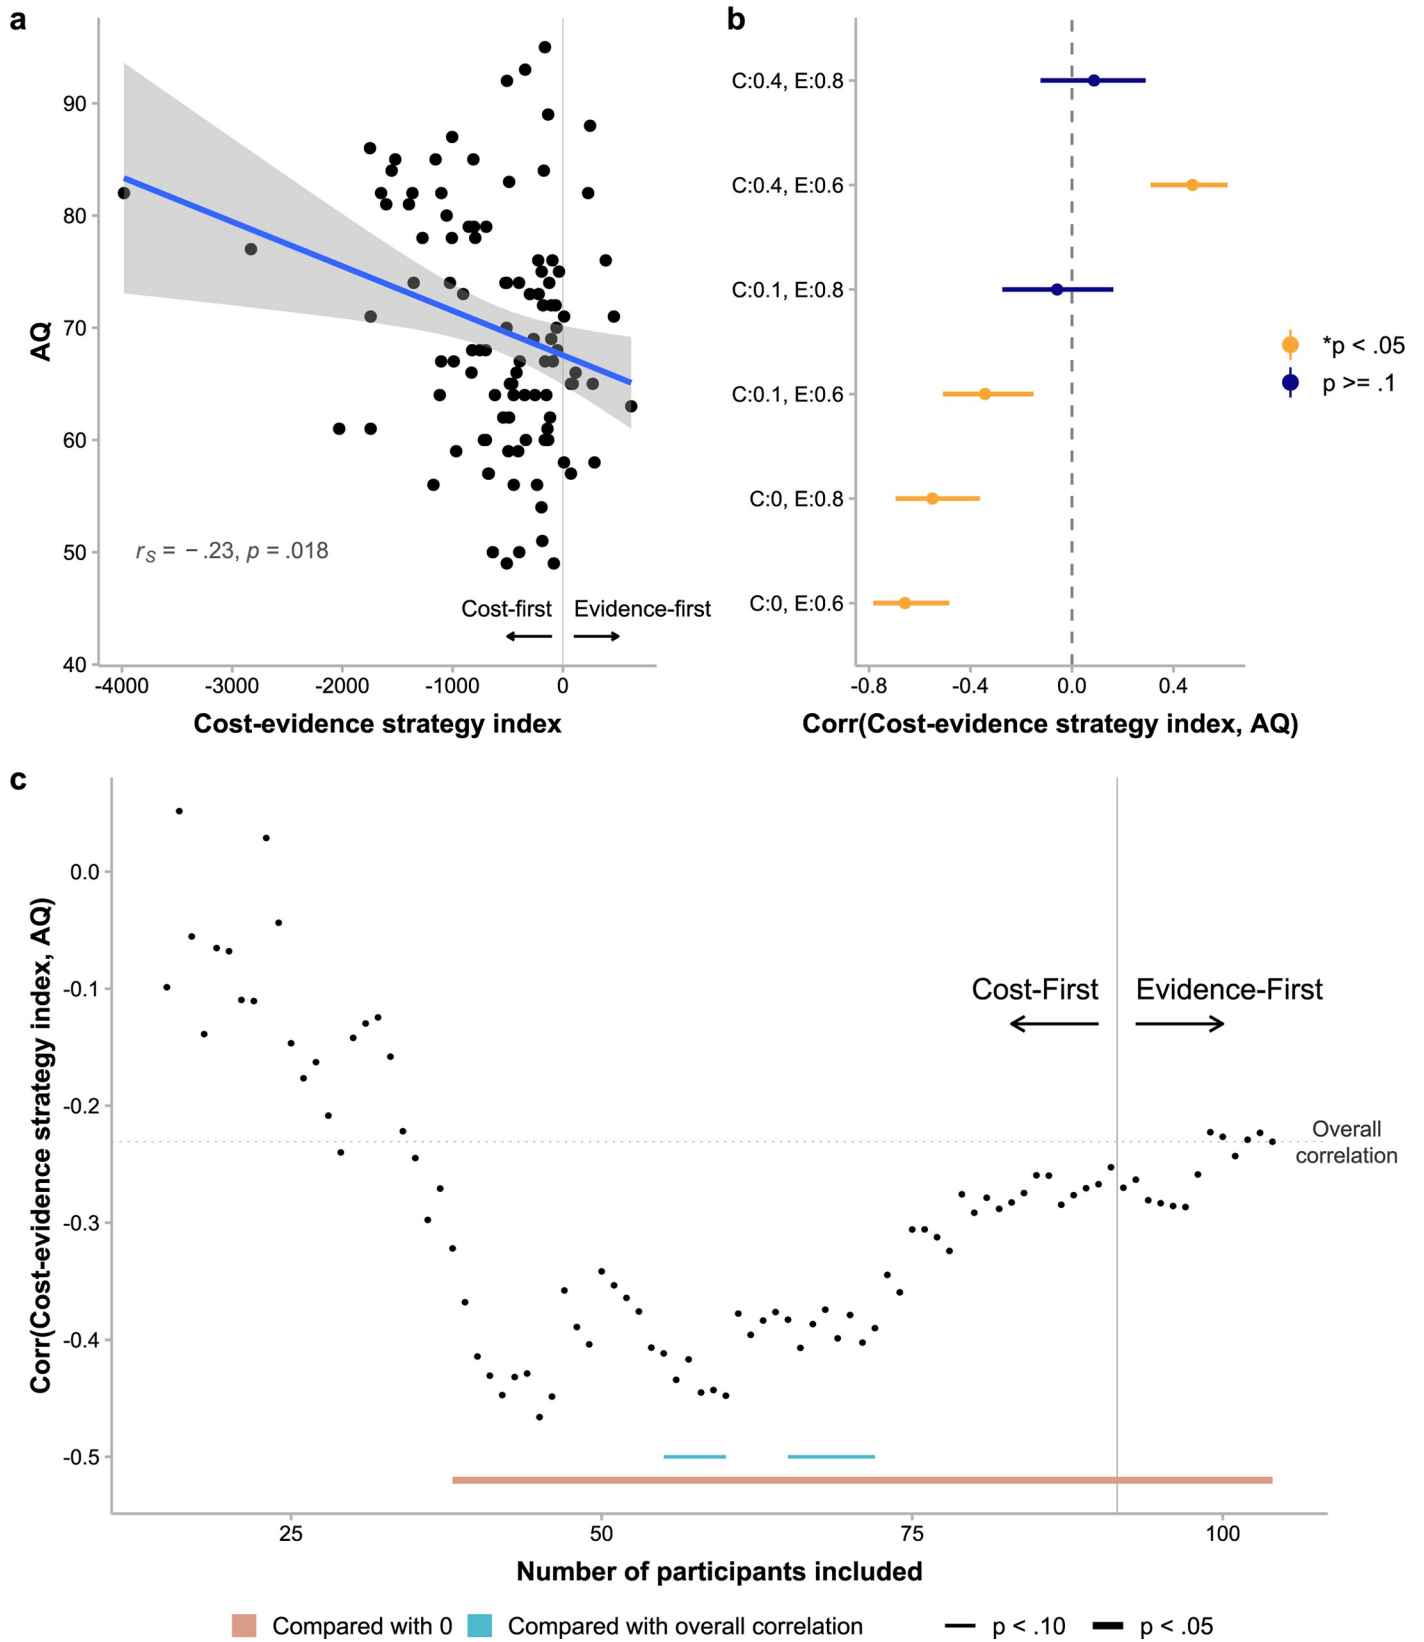 a
90
80
70
60
50
40
AQ
rS = − .23, p = .018
Cost-first
Evidence-first
-4000
-3000
-2000
-1000
0
Cost-evidence strategy index
b
C:0.4, E:0.8
C:0.4, E:0.6
C:0.1, E:0.8
C:0.1, E:0.6
C:0, E:0.8
C:0, E:0.6
-0.8
-0.4
0.0
0.4
Corr(Cost-evidence strategy index, AQ)
*p < .05
p >= .1
c
0.0
-0.1
-0.2
-0.3
-0.4
-0.5
Corr(Cost-evidence strategy index, AQ)
Cost-First
Evidence-First
Overall
correlation
25
50
75
100
Number of participants included
Compared with 0
Compared with overall correlation
p < .10
p < .05